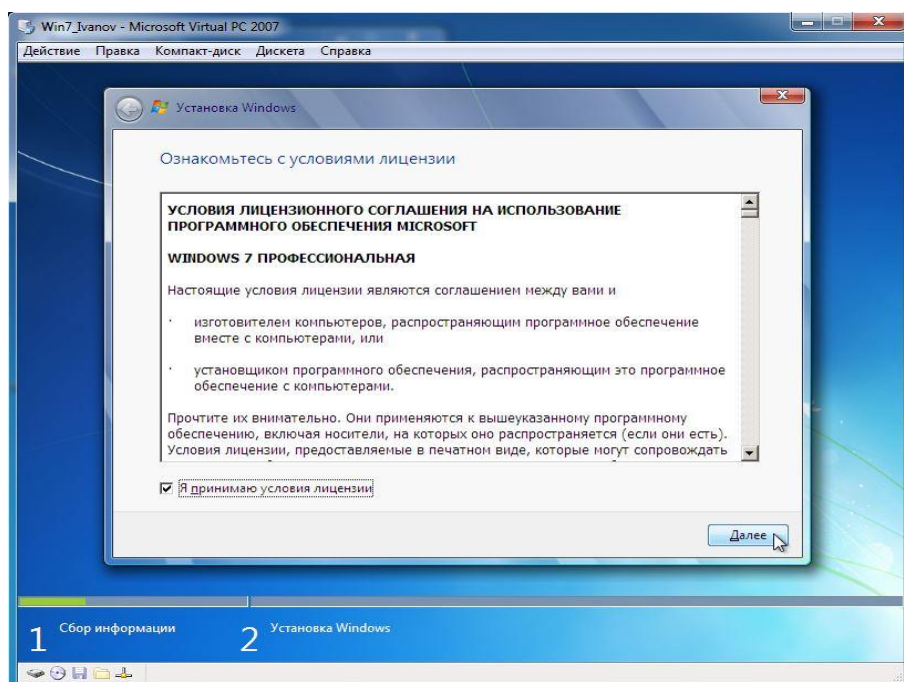 Win7_Ivanov - Microsoft Virtual PC 2007
Действие Правка Компакт-диск Дискета Справка
Установка Windows
Ознакомьтесь с условиями лицензии
УСЛОВИЯ ЛИЦЕНЗИОННОГО СОГЛАШЕНИЯ НА ИСПОЛЬЗОВАНИЕ
ПРОГРАММНОГО ОБЕСПЕЧЕНИЯ MICROSOFT
WINDOWS 7 ПРОФЕССИОНАЛЬНАЯ
Настоящие условия лицензии являются соглашением между вами и
· изготовителем компьютеров, распространяющим программное обеспечение
вместе с компьютерами, или
· установщиком программного обеспечения, распространяющим это программное
обеспечение с компьютерами.
Прочтите их внимательно. Они применяются к вышеуказанному программному
обеспечению, включая носители, на которых оно распространяется (если они есть).
Условия лицензии, предоставляемые в печатном виде, которые могут сопровождать
Я принимаю условия лицензии
Далее
1 Сбор информации
2 Установка Windows